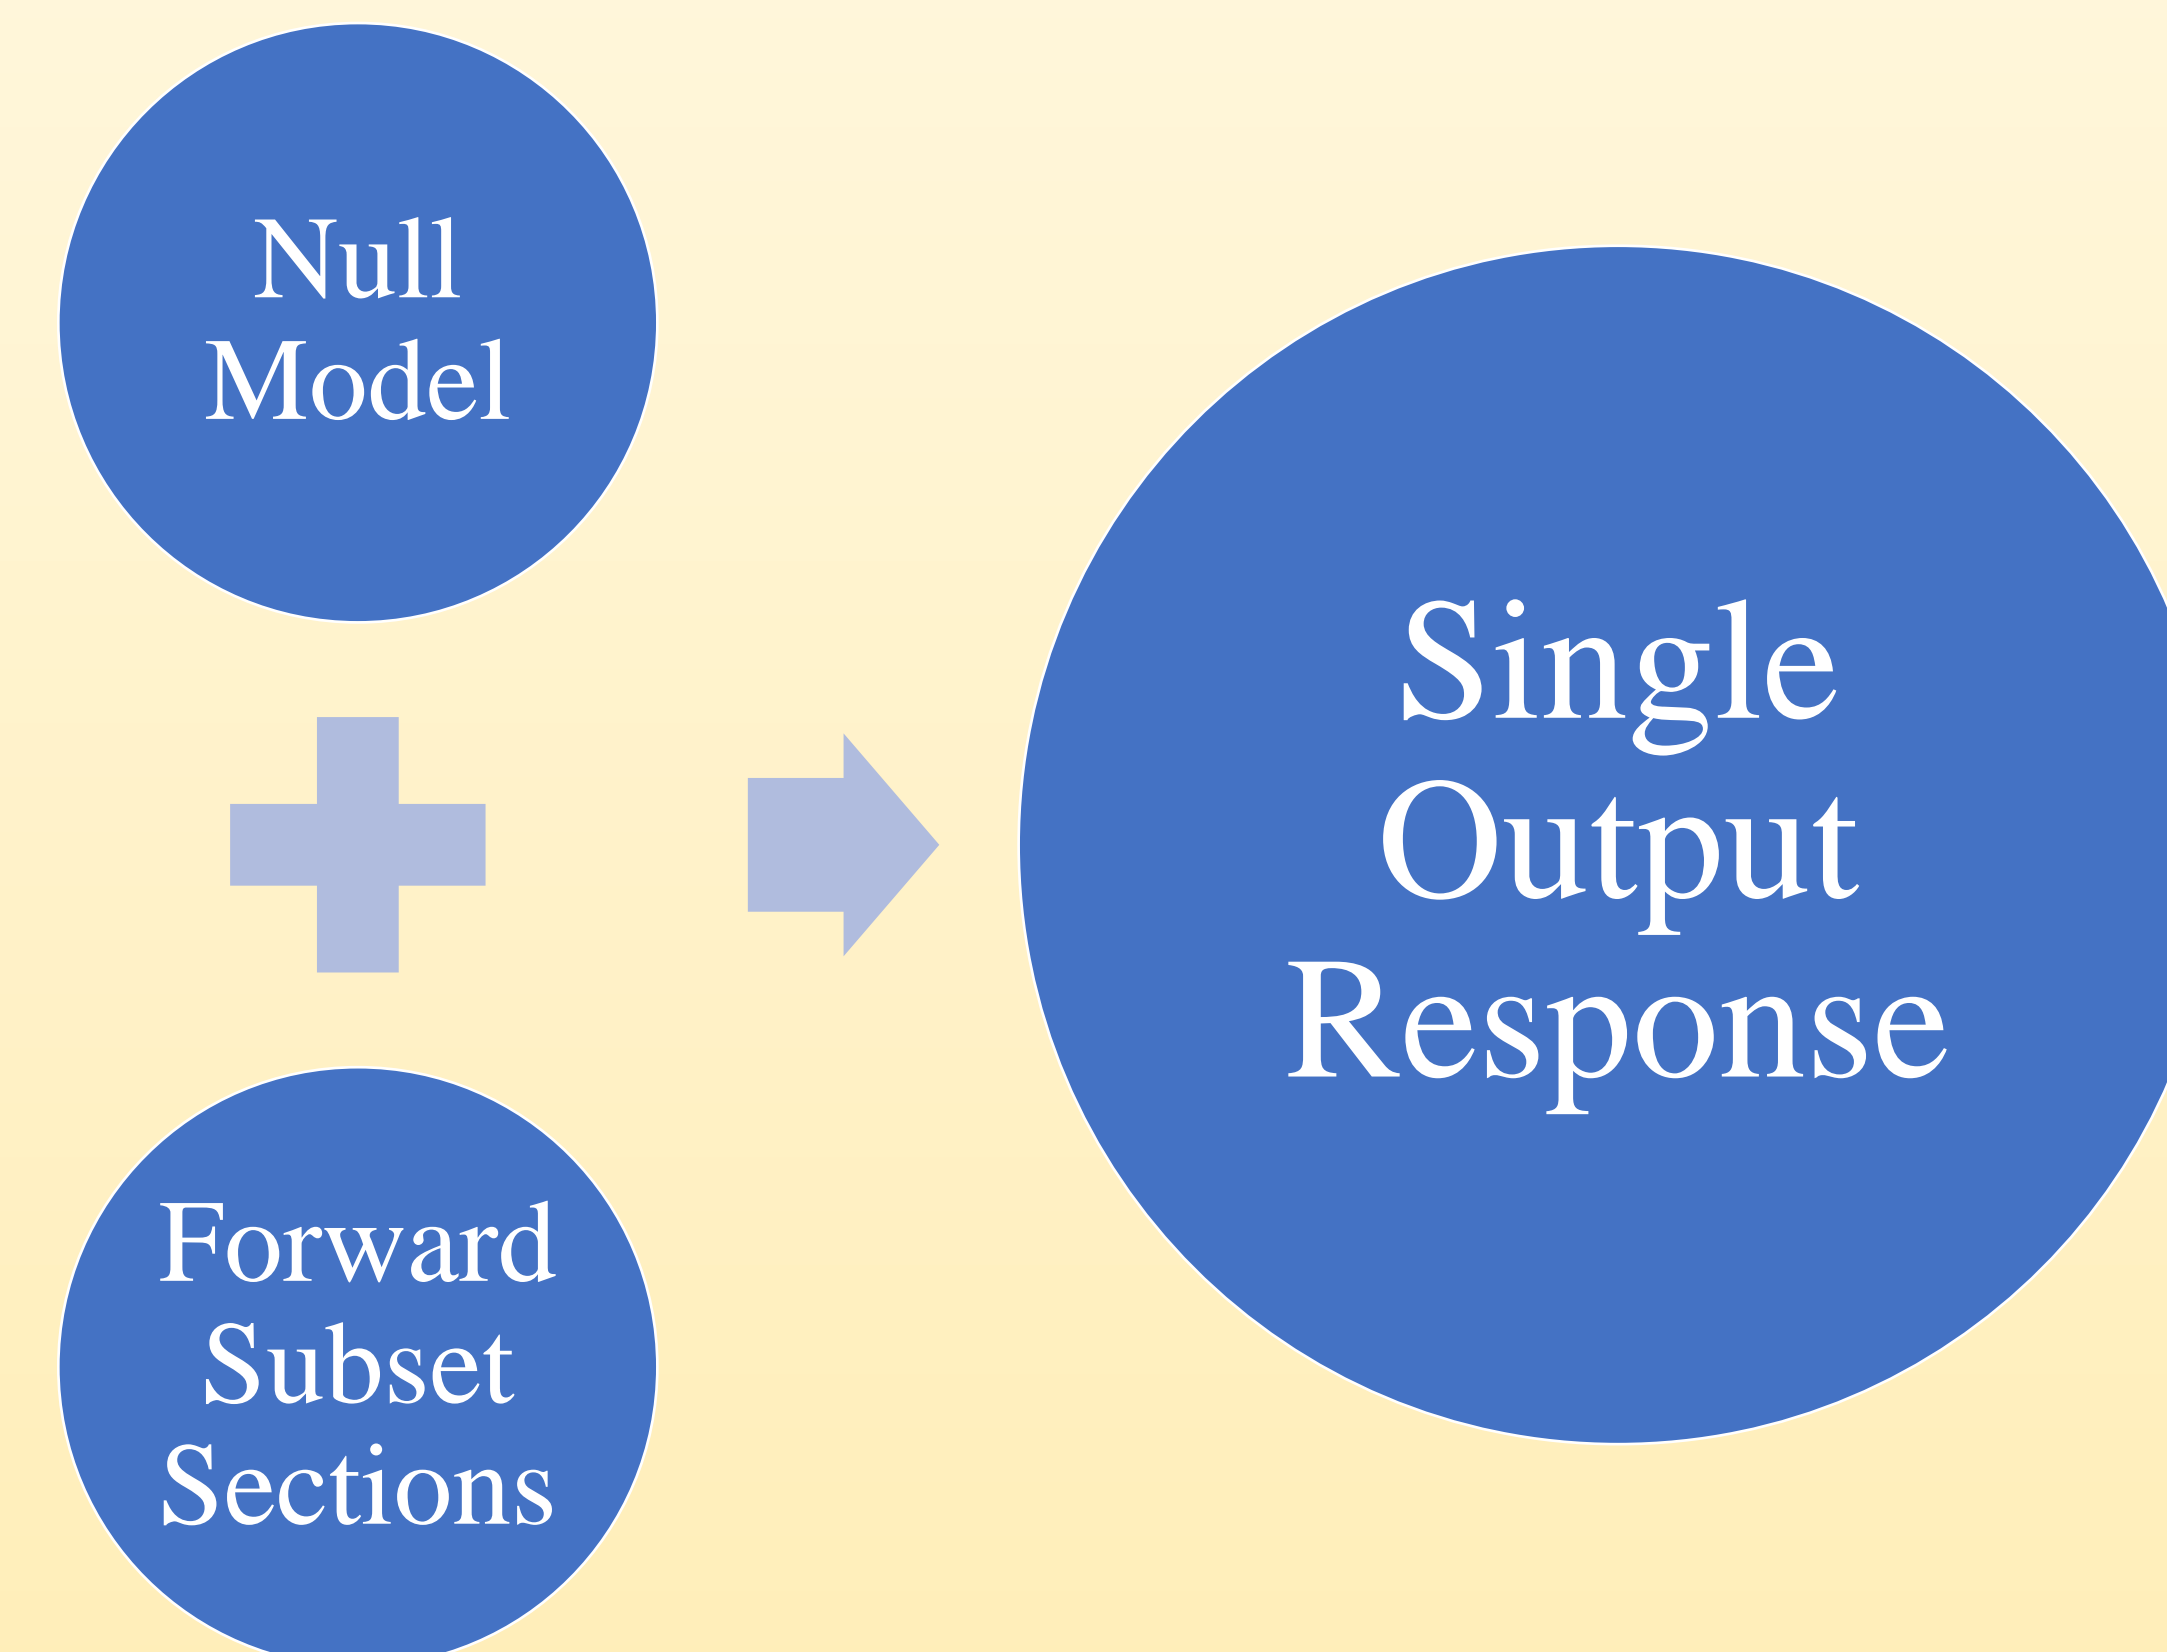 Null
Model
Forward
Subset
Sections
Single
Output
Response